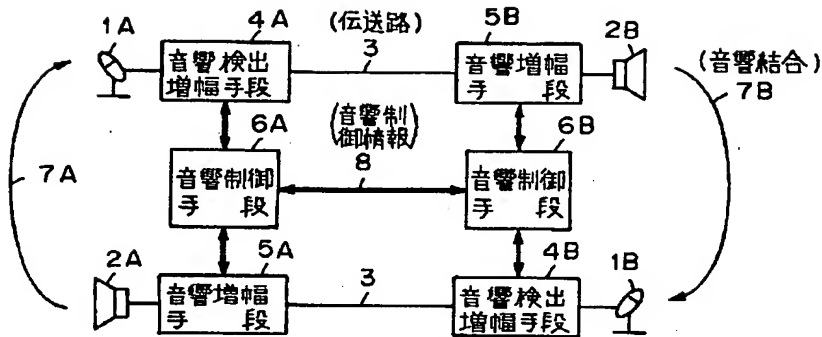 1A
4A
(伝送路)
3
5B
2B
音響検出
増幅手段
音響増幅
手 段
(音響結合)
7B
6A
(音響制
御情報)
8
6B
7A
音響制御
手 段
音響制御
手 段
2A
5A
3
4B
1B
音響増幅
手 段
音響検出
増幅手段